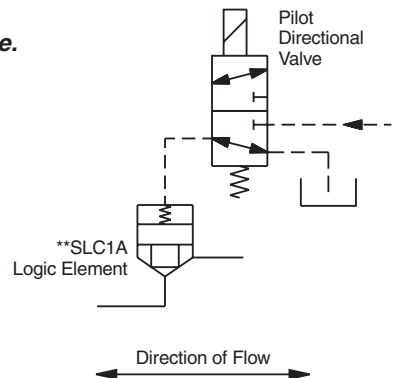 e.
Pilot
Directional
Valve
**SLC1A
Logic Element
Direction of Flow